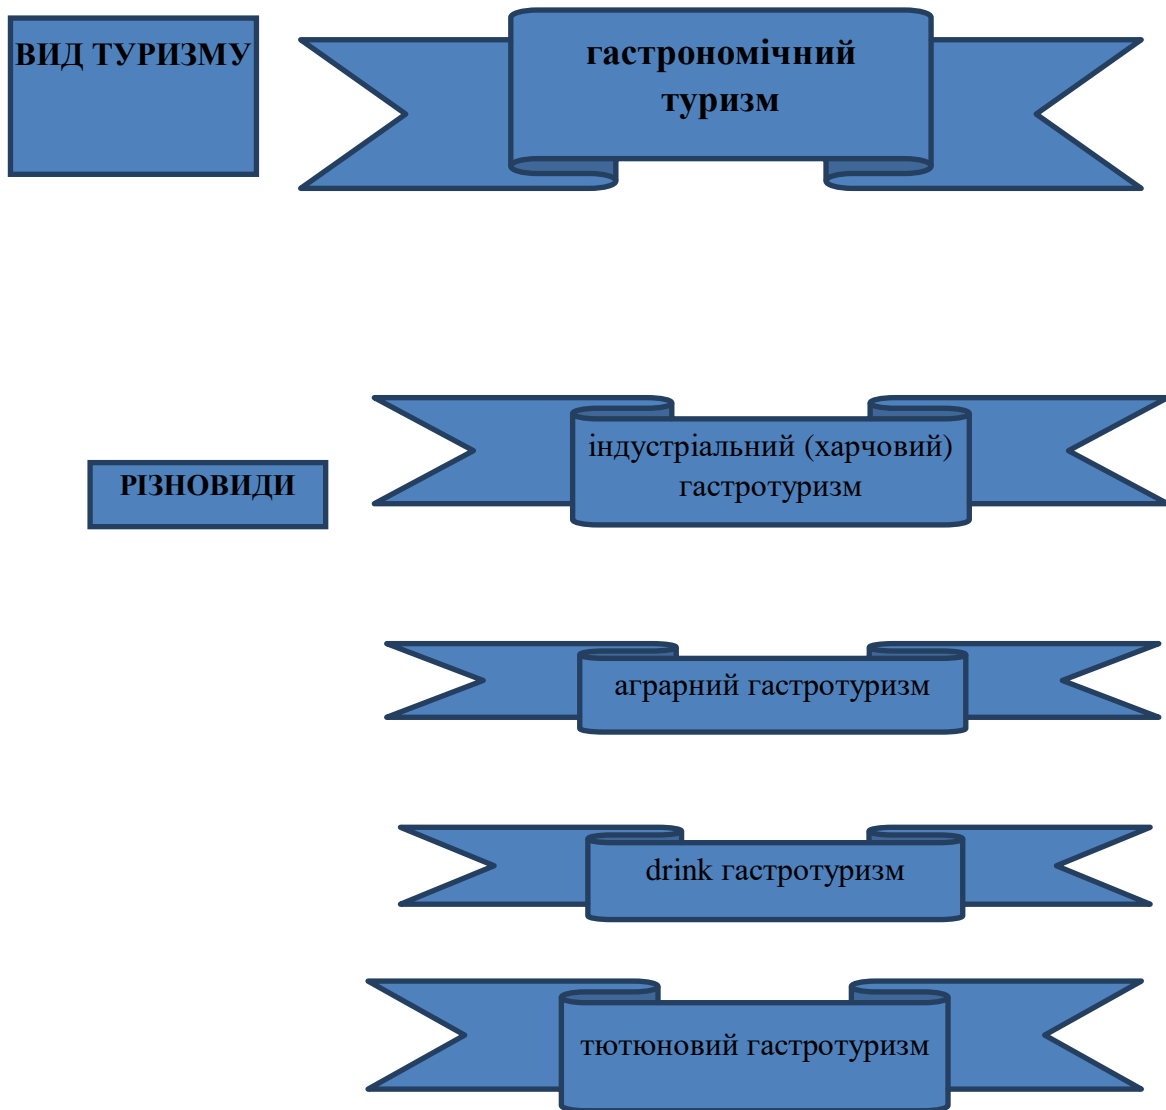 ВИД ТУРИЗМУ
гастрономічний
туризм
індустріальний (харчовий)
гастротуризм
РІЗНОВИДИ
аграрний гастротуризм
drink гастротуризм
тютюновий гастротуризм